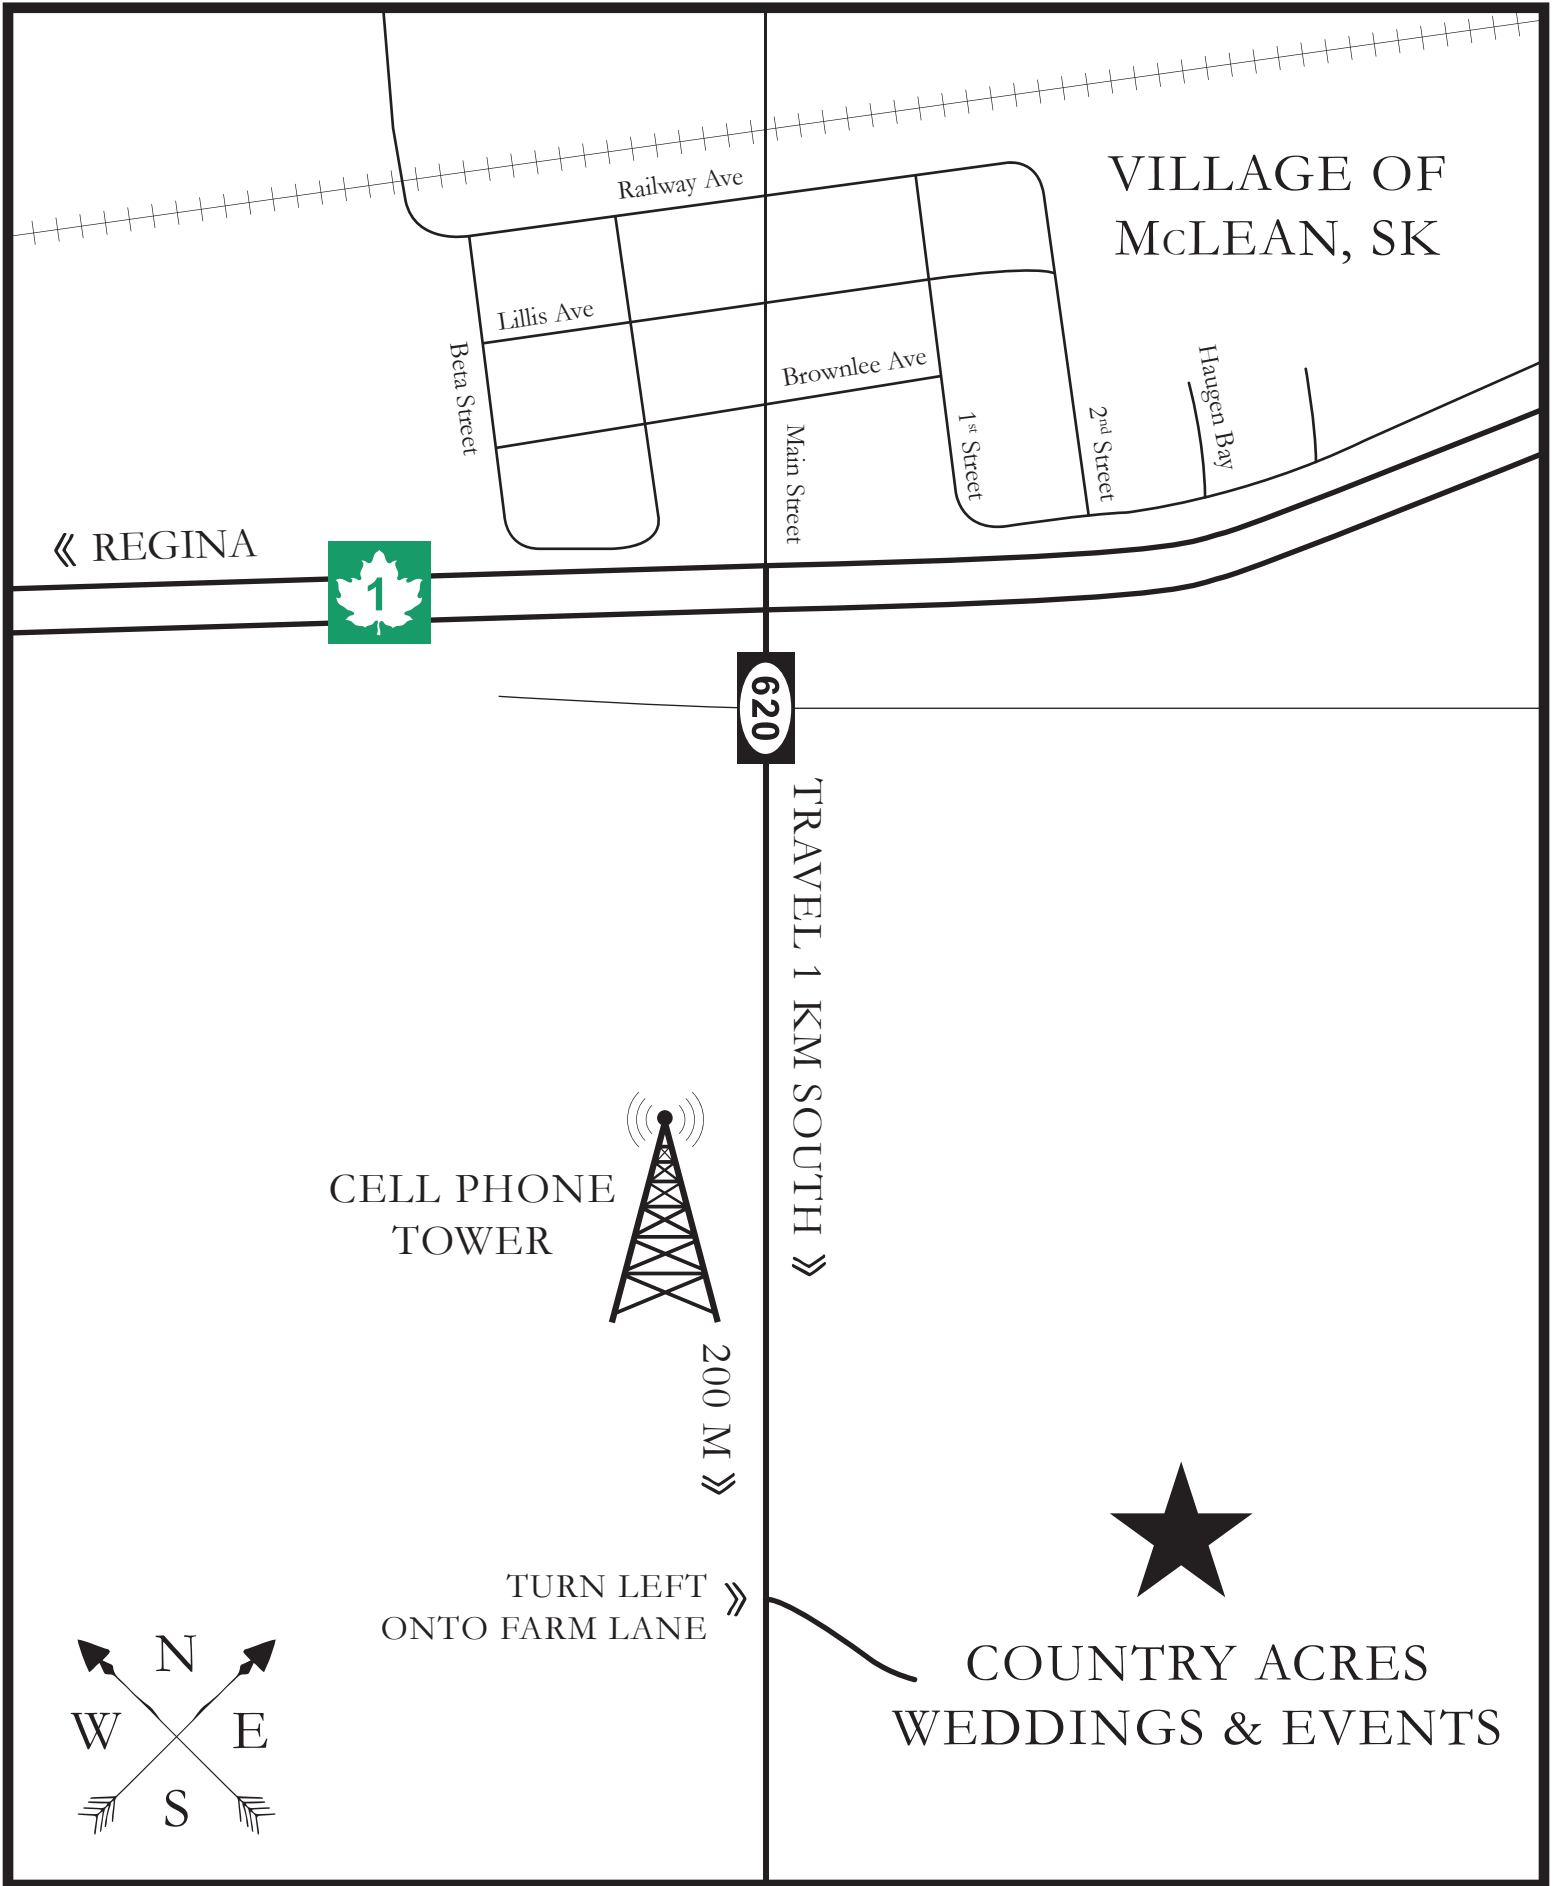 VILLAGE OF
McLEAN, SK
Railway Ave
Lillis Ave
Beta Street
Brownlee Ave
Main Street
1st Street
2nd Street
Haugen Bay
« REGINA
1
620
TRAVEL 1 KM SOUTH »
CELL PHONE
TOWER
200 M »
TURN LEFT »
ONTO FARM LANE
COUNTRY ACRES
WEDDINGS & EVENTS
N
W E
S